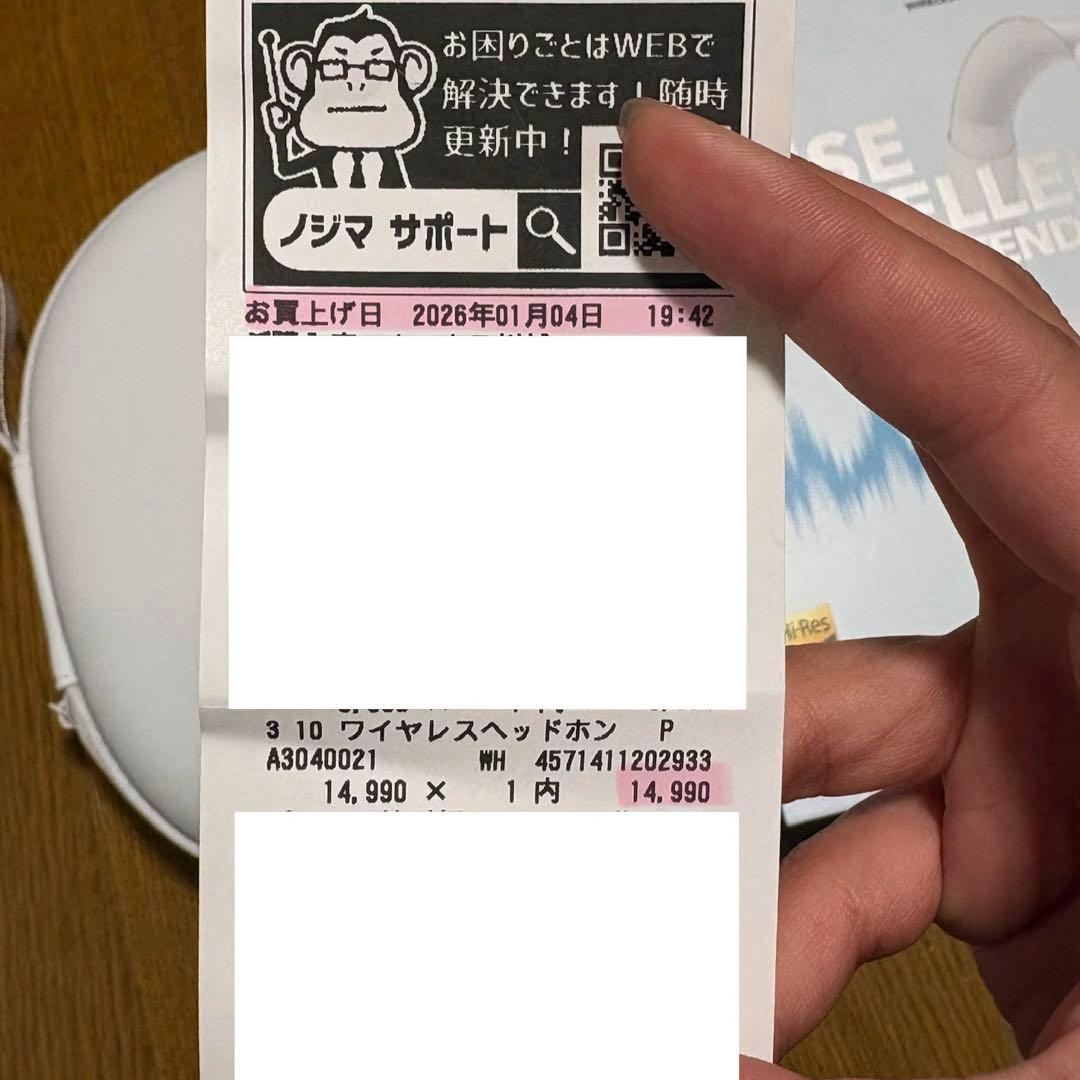 お困りごとはWEBで
解決できます！随時
更新中！
ノジマ サポート
お買上げ日 2026年01月04日 19:42
3 10 ワイヤレスヘッドホン P
A3040021 WH 4571411202933
14,990 × 1 内 14,990
Hi-Res